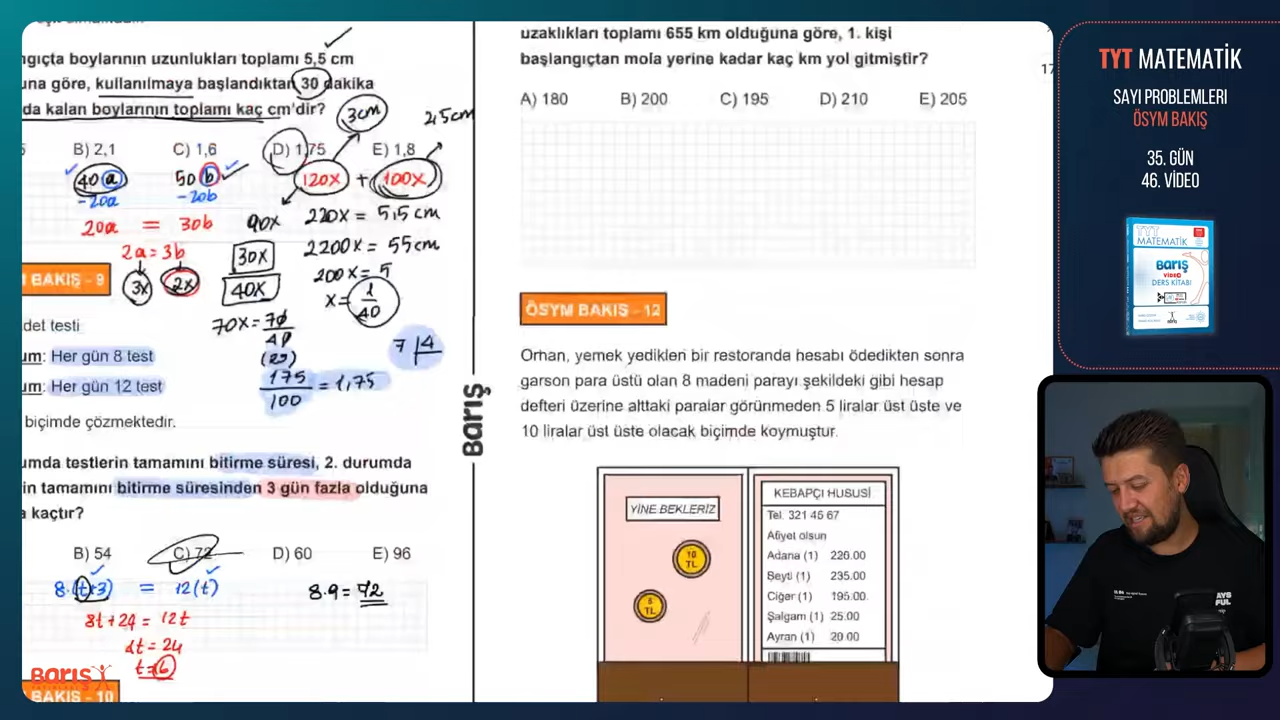 ngıçta boylarının uzunlukları toplamı 5,5 cm
una göre, kullanılmaya başlandıktan 30 dakika
da kalan boylarının toplamı kaç cm'dir?
3cm
2,5cm
B) 2,1 C) 1,6 D) 1,75 E) 1,8
40a 50b 120x + 100x
-20a -20b
20a = 30b 90x 220x = 5,5 cm
2a = 3b 30x 2200x = 55cm
3x 2x 40x 200x = 5
x = 1/40
70x = 70/40
(25)
175/100 = 1,75
7 4
BAKIŞ - 9
det testi
um: Her gün 8 test
um: Her gün 12 test
biçimde çözmektedir.
umda testlerin tamamını bitirme süresi, 2. durumda
in tamamını bitirme süresinden 3 gün fazla olduğuna
a kaçtır?
B) 54 C) 72 D) 60 E) 96
8.(t+3) = 12(t) 8.9 = 72
8t+24 = 12t
4t = 24
t=6
BARIŞ
BAKIŞ - 10
Barış
uzaklıkları toplamı 655 km olduğuna göre, 1. kişi
başlangıçtan mola yerine kadar kaç km yol gitmiştir?
17
A) 180 B) 200 C) 195 D) 210 E) 205
ÖSYM BAKIŞ - 12
Orhan, yemek yedikleri bir restoranda hesabı ödedikten sonra
garson para üstü olan 8 madeni parayı şekildeki gibi hesap
defteri üzerine alttaki paralar görünmeden 5 liralar üst üste ve
10 liralar üst üste olacak biçimde koymuştur.
YİNE BEKLERİZ
10
TL
5
TL
KEBAPÇI HUSUSİ
Tel. 321 45 67
Afiyet olsun
Adana (1) 226.00
Beyti (1) 235.00
Ciğer (1) 195.00
Şalgam (1) 25.00
Ayran (1) 20 00
TYT MATEMATİK
SAYI PROBLEMLERI
ÖSYM BAKIŞ
35. GÜN
46. VİDEO
TYT
MATEMATİK
Barış
VİDEO
DERS KİTABI